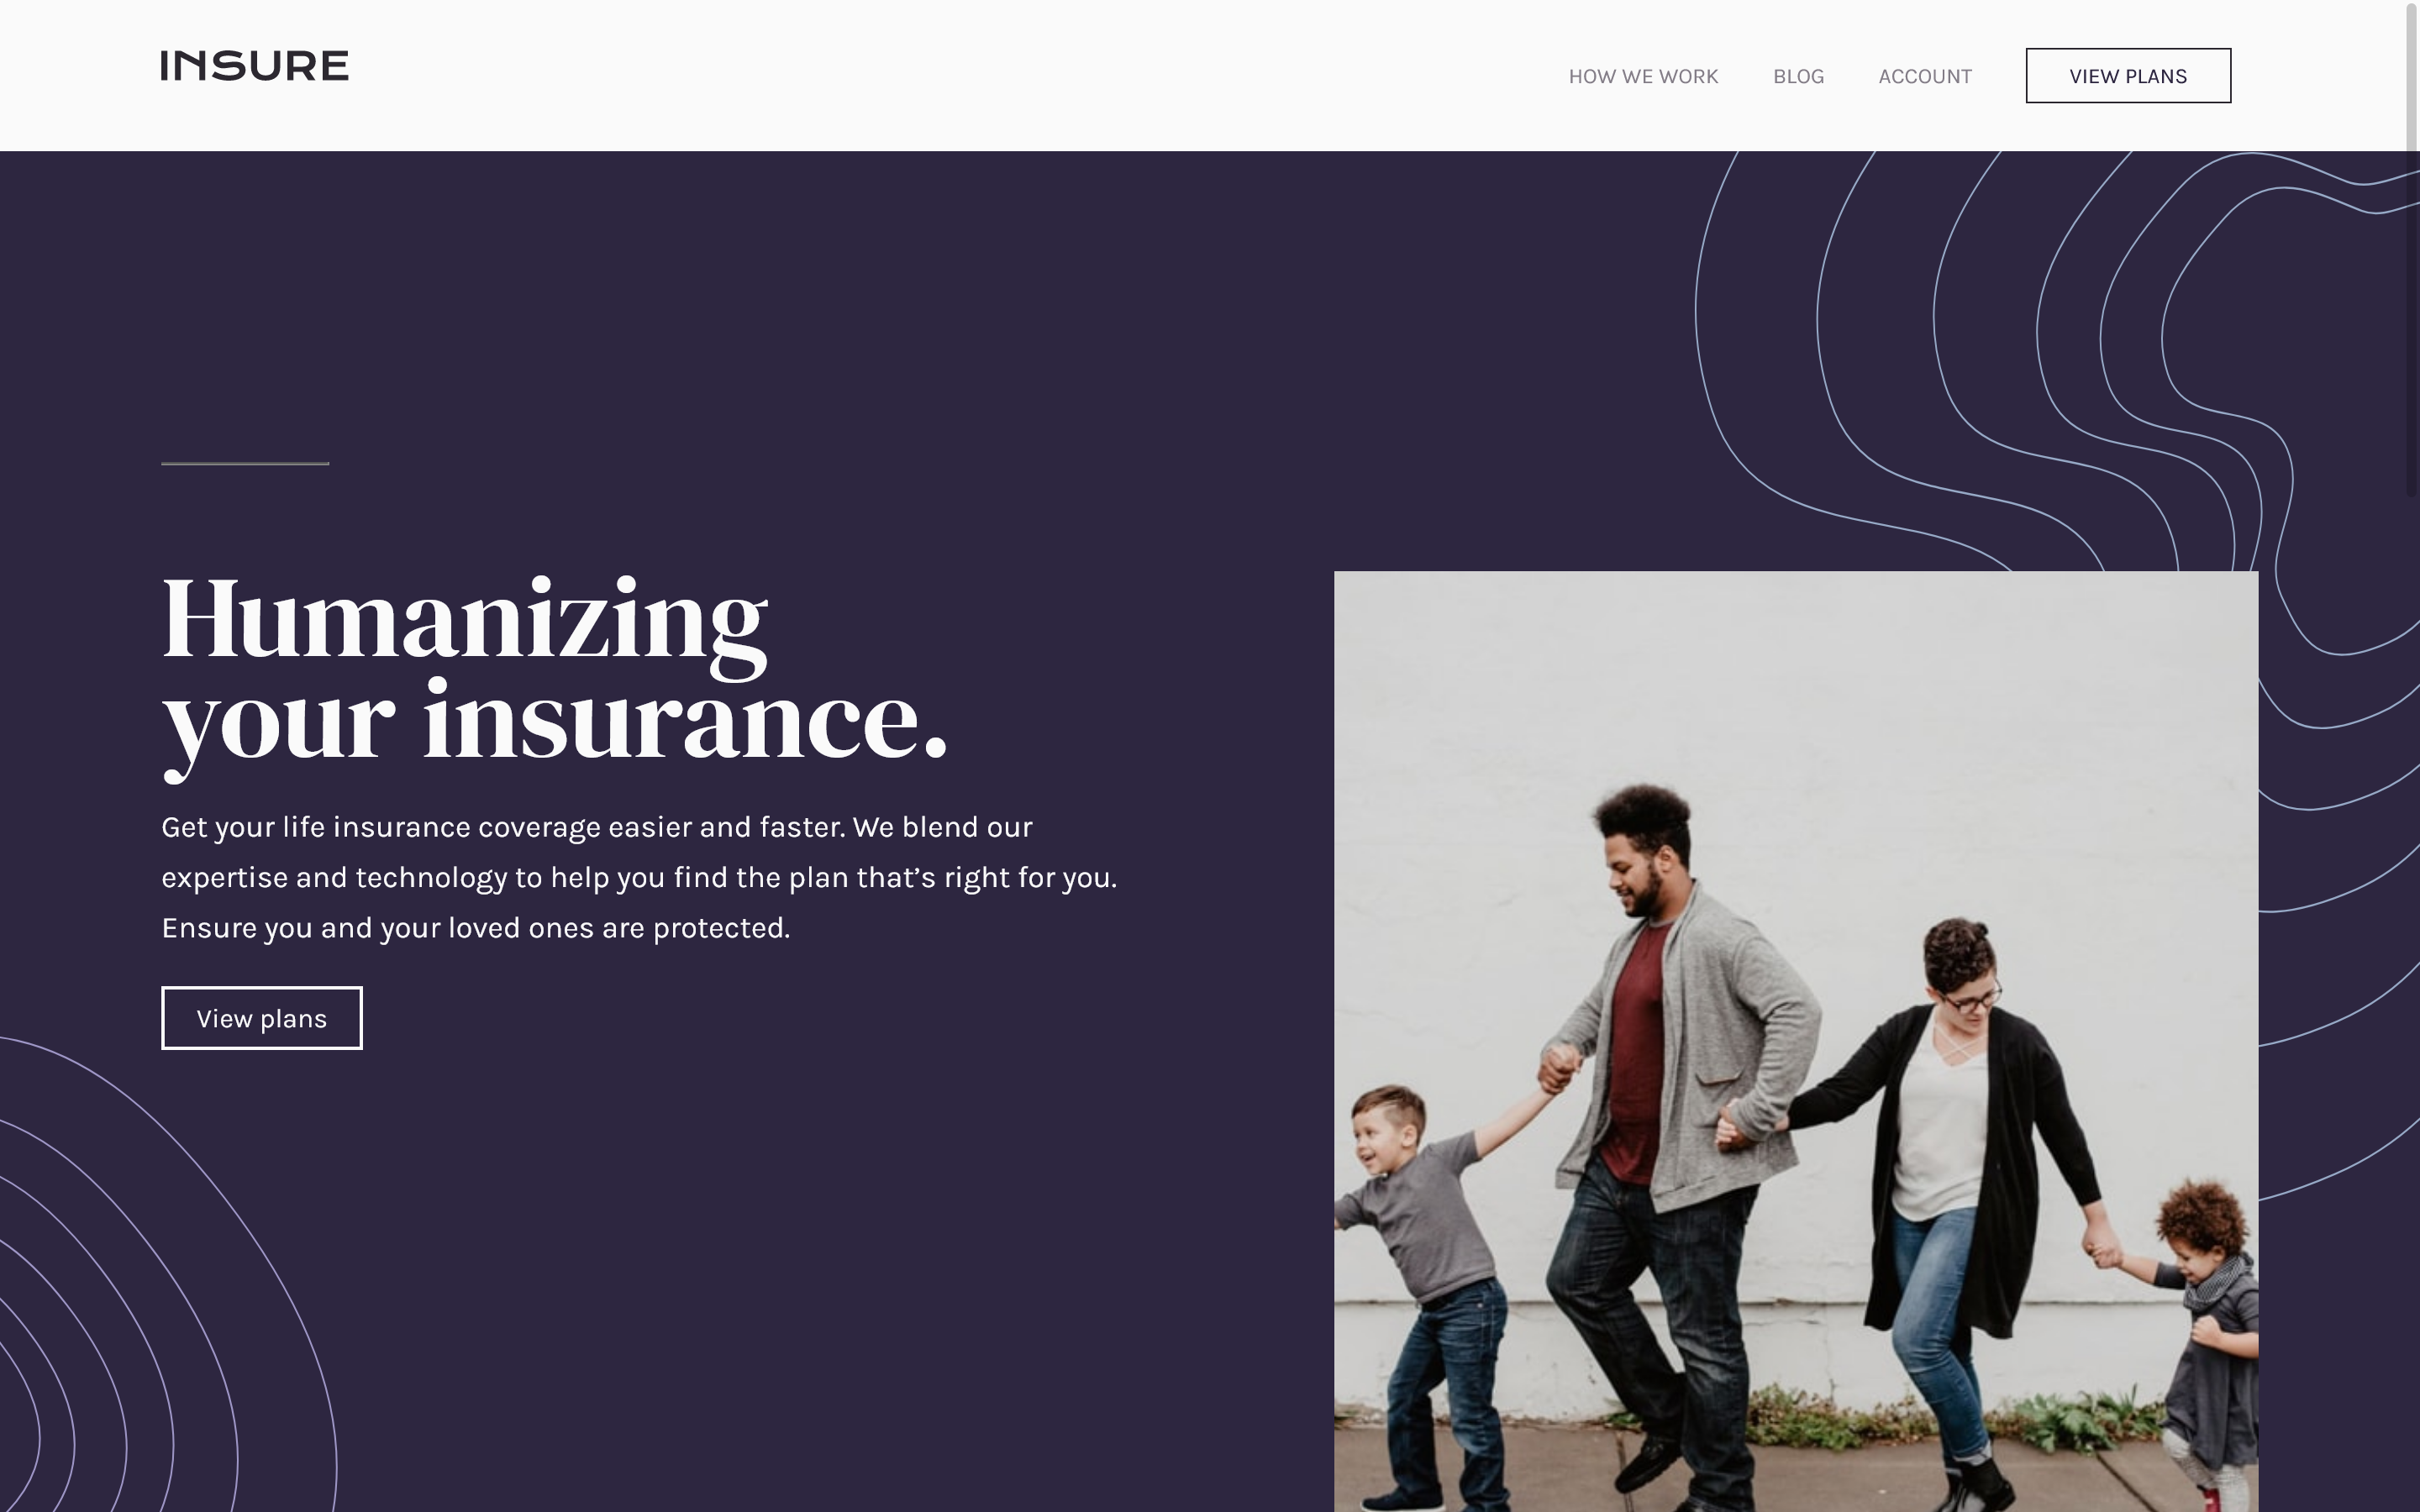 INSURE
HOW WE WORK
BLOG
ACCOUNT
VIEW PLANS
Humanizing
your insurance.
Get your life insurance coverage easier and faster. We blend our
expertise and technology to help you find the plan that’s right for you.
Ensure you and your loved ones are protected.
View plans